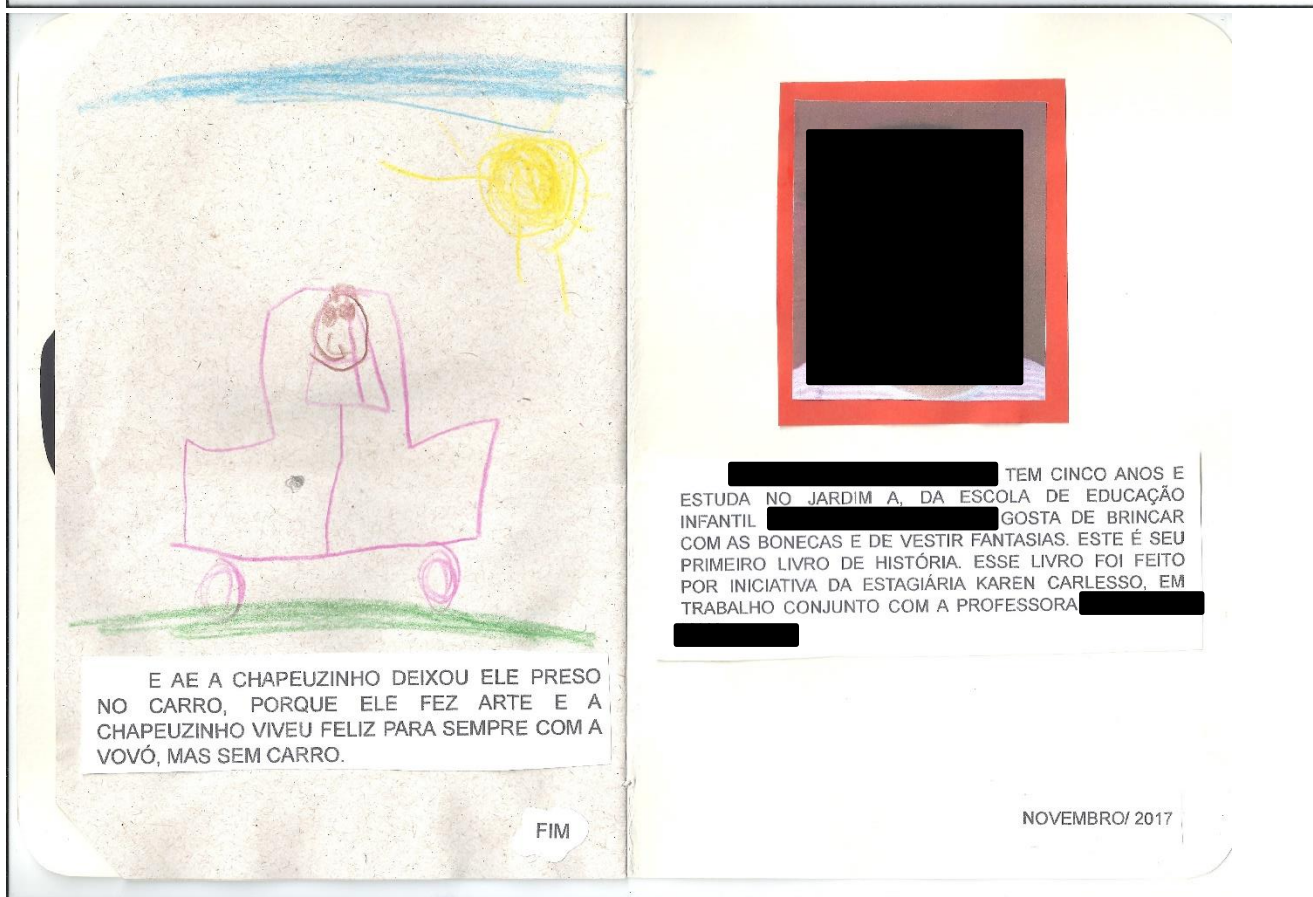 E AE A CHAPEUZINHO DEIXOU ELE PRESO
NO CARRO, PORQUE ELE FEZ ARTE E A
CHAPEUZINHO VIVEU FELIZ PARA SEMPRE COM A
VOVÓ, MAS SEM CARRO.
FIM
TEM CINCO ANOS E
ESTUDA NO JARDIM A, DA ESCOLA DE EDUCAÇÃO
INFANTIL GOSTA DE BRINCAR
COM AS BONECAS E DE VESTIR FANTASIAS. ESTE É SEU
PRIMEIRO LIVRO DE HISTÓRIA. ESSE LIVRO FOI FEITO
POR INICIATIVA DA ESTAGIÁRIA KAREN CARLESSO, EM
TRABALHO CONJUNTO COM A PROFESSORA
NOVEMBRO/ 2017